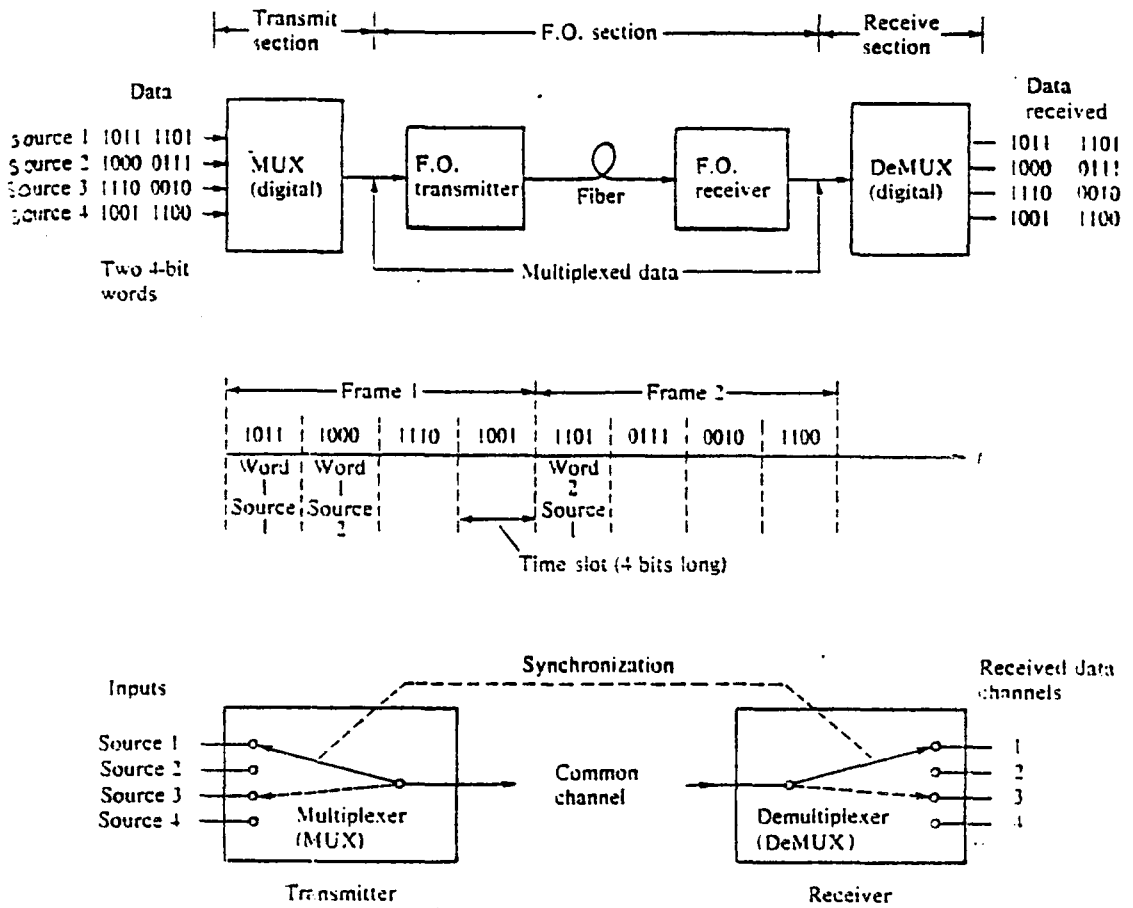 Transmit section
F.O. section
Receive section
Data
Data received
Source 1 1011 1101
Source 2 1000 0111
Source 3 1110 0010
Source 4 1001 1100
MUX (digital)
F.O. transmitter
Fiber
F.O. receiver
DeMUX (digital)
1011 1101
1000 0111
1110 0010
1001 1100
Two 4-bit words
Multiplexed data
Frame 1
Frame 2
1011 1000 1110 1001 1101 0111 0010 1100
t
Word 1 Source 1
Word 1 Source 2
Word 2 Source 1
Time slot (4 bits long)
Synchronization
Inputs
Received data channels
Source 1
Source 2
Source 3
Source 4
Multiplexer (MUX)
Common channel
Demultiplexer (DeMUX)
1
2
3
4
Transmitter
Receiver